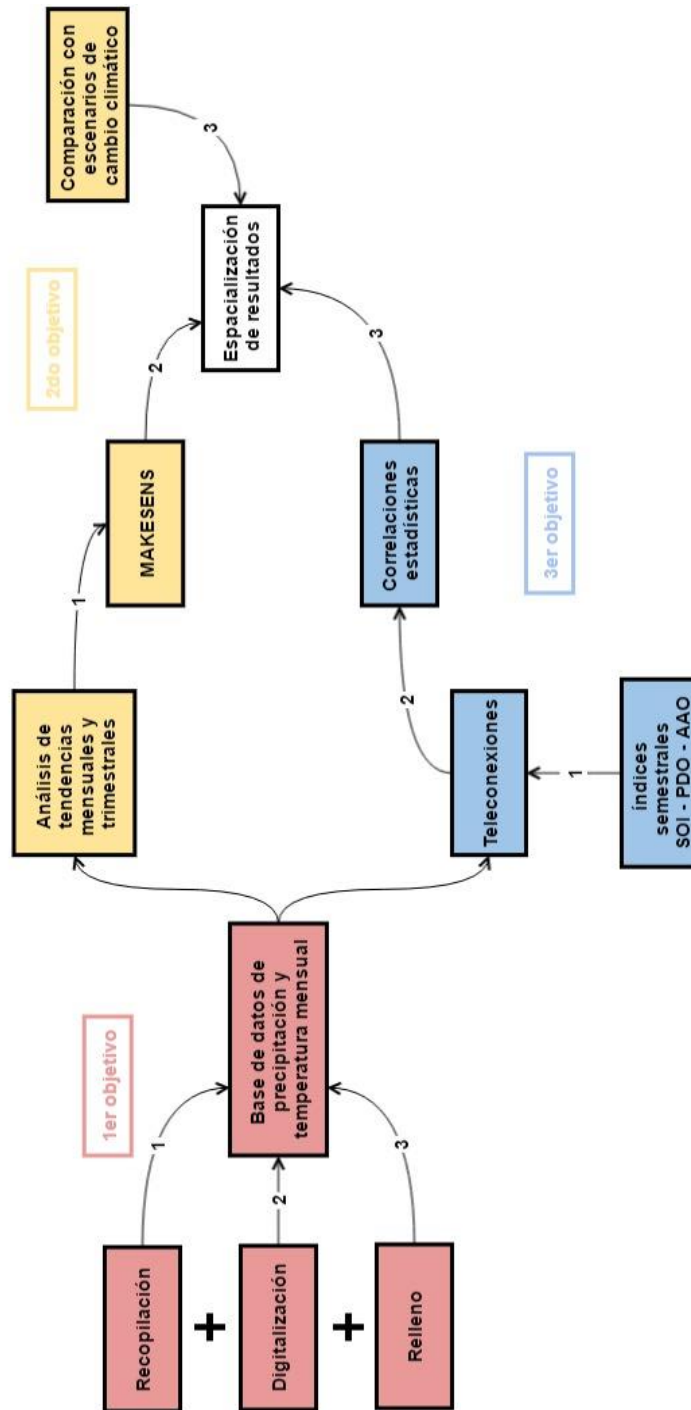 1er objetivo
2do objetivo
3er objetivo
Recopilación
+
Digitalización
+
Relleno
1
2
3
Base de datos de
precipitación y
temperatura mensual
Análisis de
tendencias
mensuales y
trimestrales
1
MAKESENS
2
Espacialización
de resultados
3
Comparación con
escenarios de
cambio climático
Teleconexiones
1
índices
semestrales
SOI - PDO - AAO
2
Correlaciones
estadísticas
3